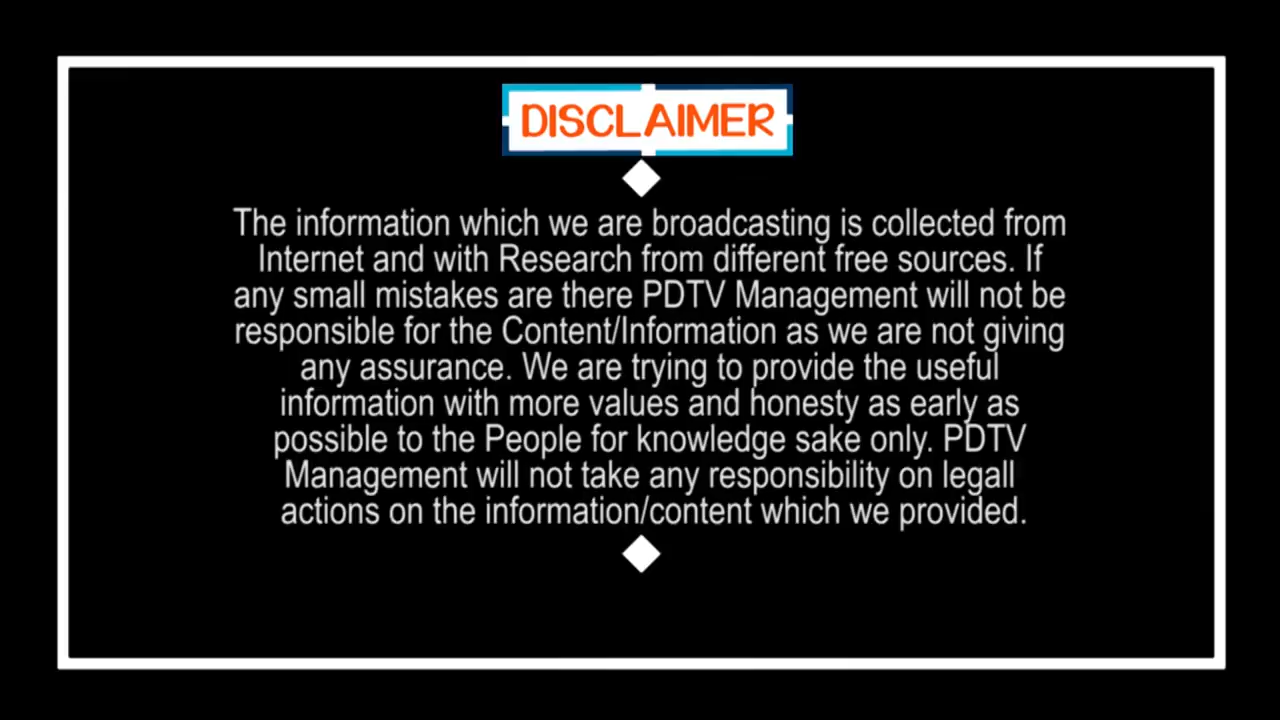 DISCLAIMER
The information which we are broadcasting is collected from
Internet and with Research from different free sources. If
any small mistakes are there PDTV Management will not be
responsible for the Content/Information as we are not giving
any assurance. We are trying to provide the useful
information with more values and honesty as early as
possible to the People for knowledge sake only. PDTV
Management will not take any responsibility on legall
actions on the information/content which we provided.